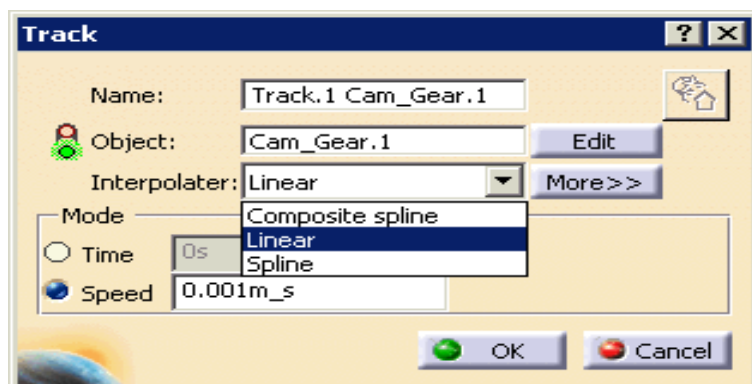 Track ? X
Name: Track.1 Cam_Gear.1
Object: Cam_Gear.1 Edit
Interpolater: Linear More>>
Composite spline
Linear
Spline
Mode
Time 0s
Speed 0.001m_s
OK Cancel